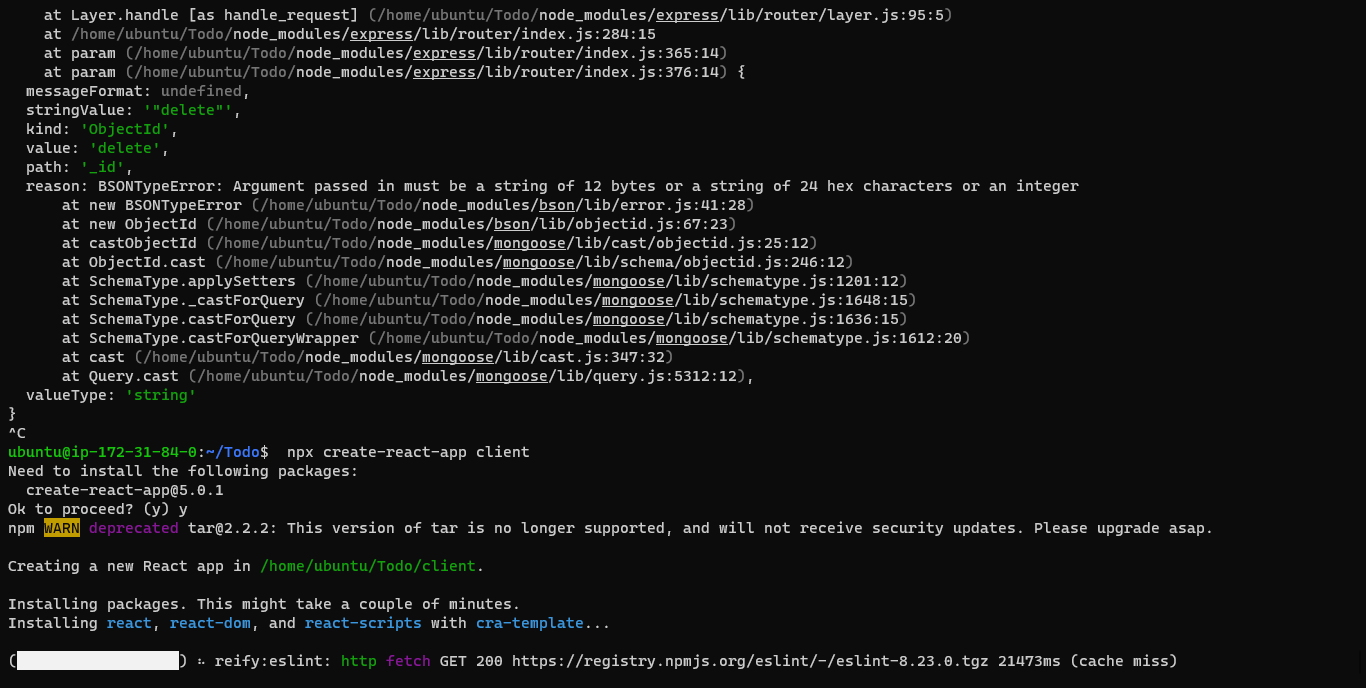 at Layer.handle [as handle_request] (/home/ubuntu/Todo/node_modules/express/lib/router/layer.js:95:5)
at /home/ubuntu/Todo/node_modules/express/lib/router/index.js:284:15
at param (/home/ubuntu/Todo/node_modules/express/lib/router/index.js:365:14)
at param (/home/ubuntu/Todo/node_modules/express/lib/router/index.js:376:14) {
messageFormat: undefined,
stringValue: '"delete"',
kind: 'ObjectId',
value: 'delete',
path: '_id',
reason: BSONTypeError: Argument passed in must be a string of 12 bytes or a string of 24 hex characters or an integer
at new BSONTypeError (/home/ubuntu/Todo/node_modules/bson/lib/error.js:41:28)
at new ObjectId (/home/ubuntu/Todo/node_modules/bson/lib/objectid.js:67:23)
at castObjectId (/home/ubuntu/Todo/node_modules/mongoose/lib/cast/objectid.js:25:12)
at ObjectId.cast (/home/ubuntu/Todo/node_modules/mongoose/lib/schema/objectid.js:246:12)
at SchemaType.applySetters (/home/ubuntu/Todo/node_modules/mongoose/lib/schematype.js:1201:12)
at SchemaType._castForQuery (/home/ubuntu/Todo/node_modules/mongoose/lib/schematype.js:1648:15)
at SchemaType.castForQuery (/home/ubuntu/Todo/node_modules/mongoose/lib/schematype.js:1636:15)
at SchemaType.castForQueryWrapper (/home/ubuntu/Todo/node_modules/mongoose/lib/schematype.js:1612:20)
at cast (/home/ubuntu/Todo/node_modules/mongoose/lib/cast.js:347:32)
at Query.cast (/home/ubuntu/Todo/node_modules/mongoose/lib/query.js:5312:12),
valueType: 'string'
}
^C
ubuntu@ip-172-31-84-0:~/Todo$  npx create-react-app client
Need to install the following packages:
create-react-app@5.0.1
Ok to proceed? (y) y
npm WARN deprecated tar@2.2.2: This version of tar is no longer supported, and will not receive security updates. Please upgrade asap.
Creating a new React app in /home/ubuntu/Todo/client.
Installing packages. This might take a couple of minutes.
Installing react, react-dom, and react-scripts with cra-template...
() ⠦ reify:eslint: http fetch GET 200 https://registry.npmjs.org/eslint/-/eslint-8.23.0.tgz 21473ms (cache miss)